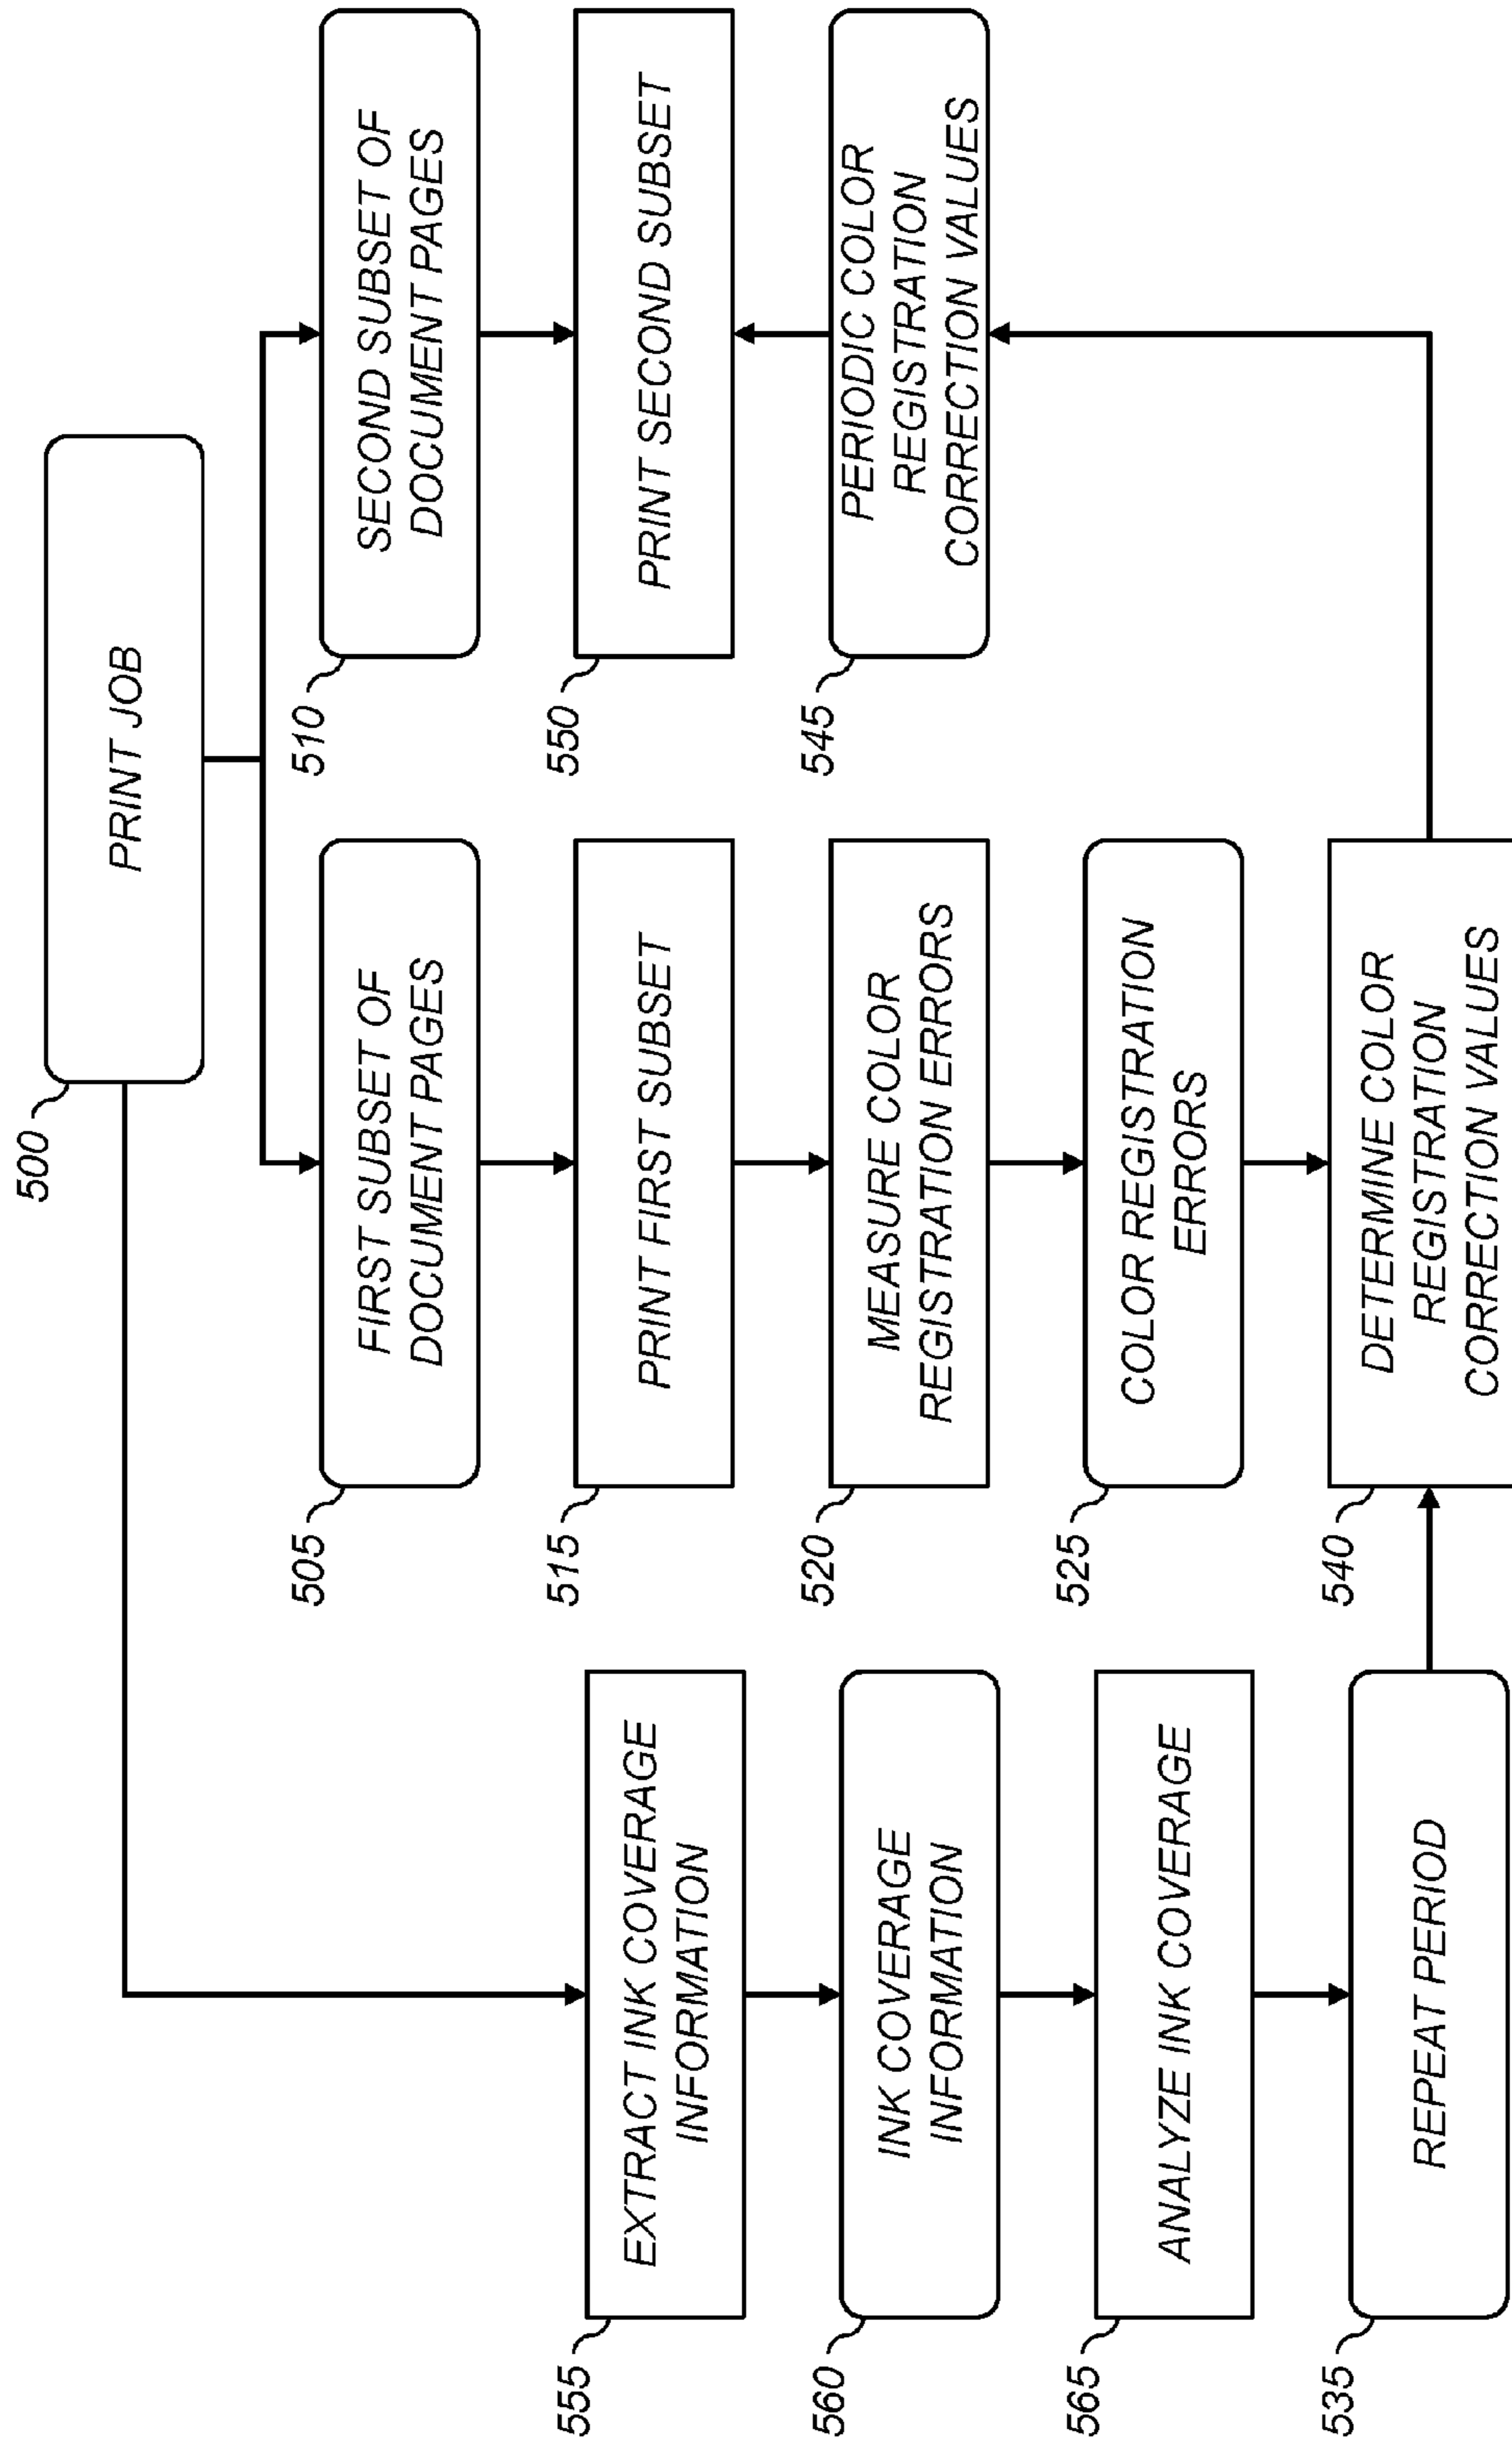 500
PRINT JOB
505
FIRST SUBSET OF
DOCUMENT PAGES
510
SECOND SUBSET OF
DOCUMENT PAGES
555
EXTRACT INK COVERAGE
INFORMATION
515
PRINT FIRST SUBSET
550
PRINT SECOND SUBSET
560
INK COVERAGE
INFORMATION
520
MEASURE COLOR
REGISTRATION ERRORS
545
PERIODIC COLOR
REGISTRATION
CORRECTION VALUES
565
ANALYZE INK COVERAGE
525
COLOR REGISTRATION
ERRORS
535
REPEAT PERIOD
540
DETERMINE COLOR
REGISTRATION
CORRECTION VALUES